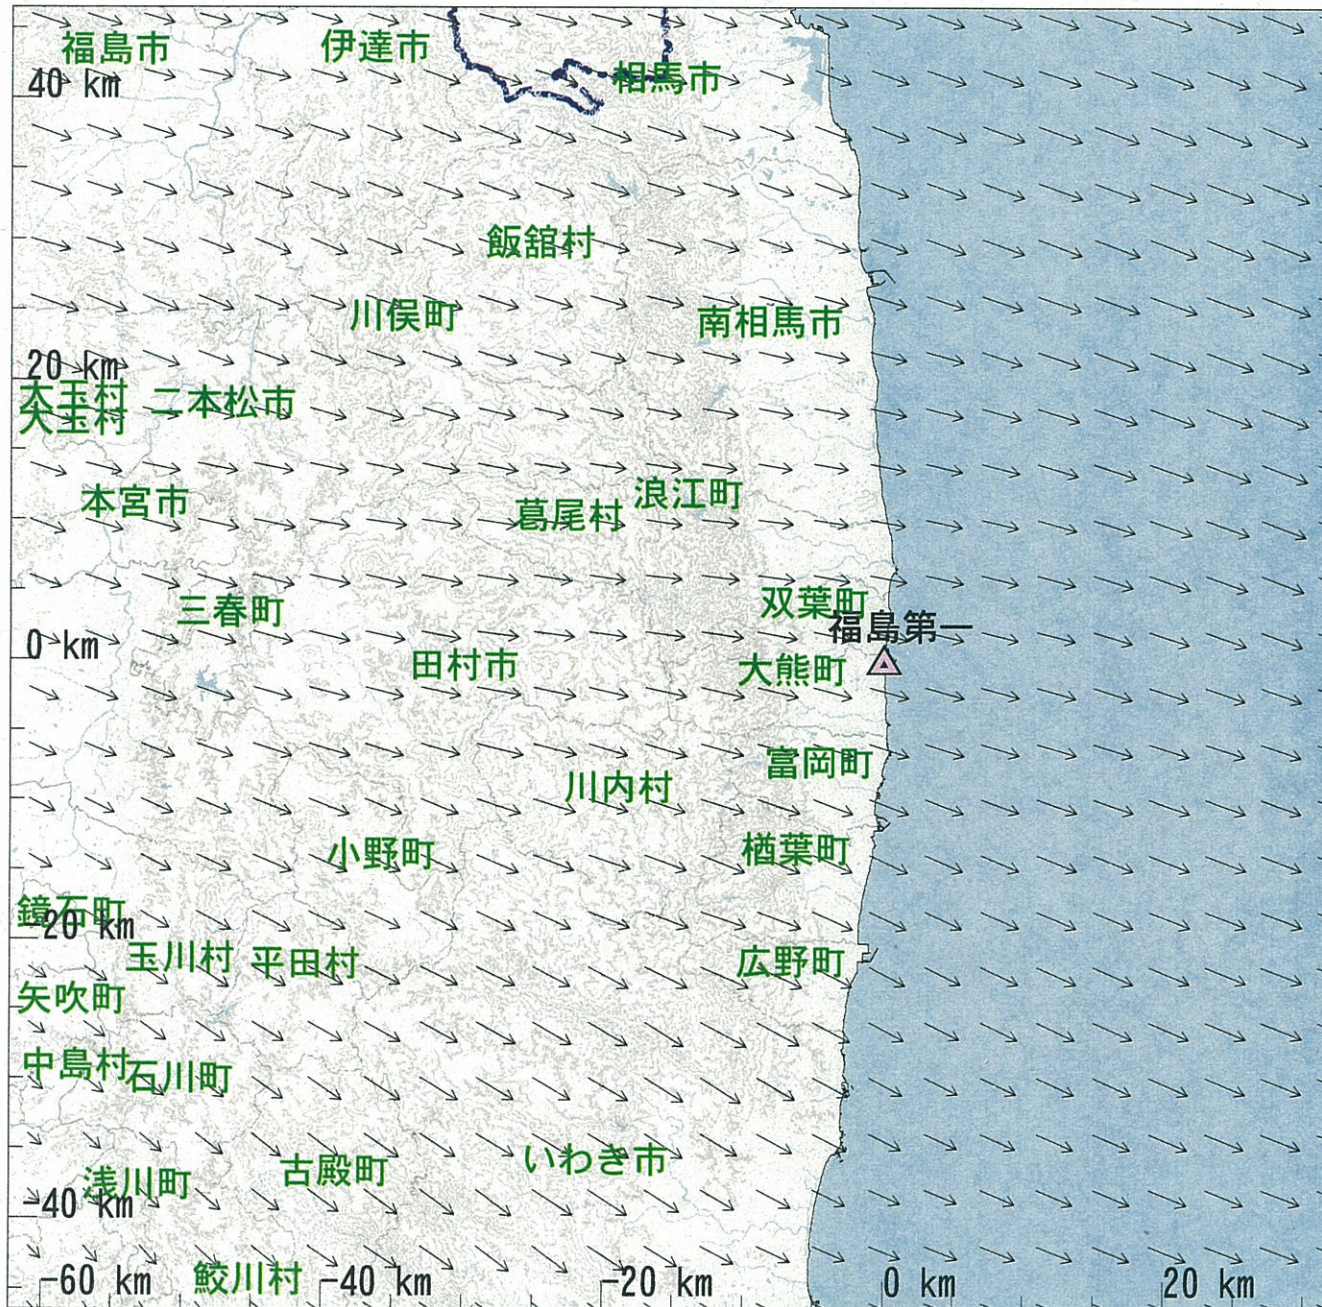 福島市
伊達市
40 km
相馬市
飯舘村
川俣町
南相馬市
20 km
大玉村
二本松市
大玉村
本宮市
浪江町
葛尾村
三春町
双葉町
福島第一
0 km
田村市
大熊町
富岡町
川内村
小野町
楢葉町
鏡石町
-20 km
玉川村
平田村
広野町
矢吹町
中島村
石川町
いわき市
古殿町
浅川町
-40 km
鮫川村
-60 km
-40 km
-20 km
0 km
20 km